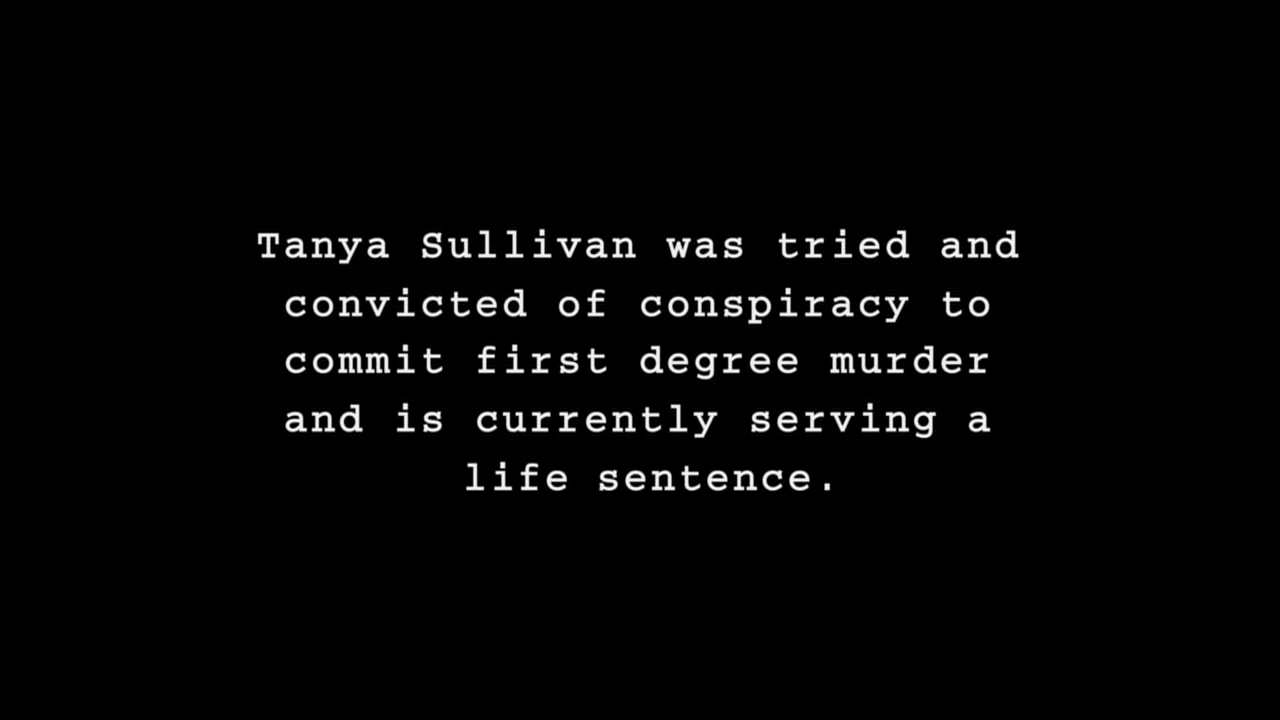 Tanya Sullivan was tried and
convicted of conspiracy to
commit first degree murder
and is currently serving a
life sentence.